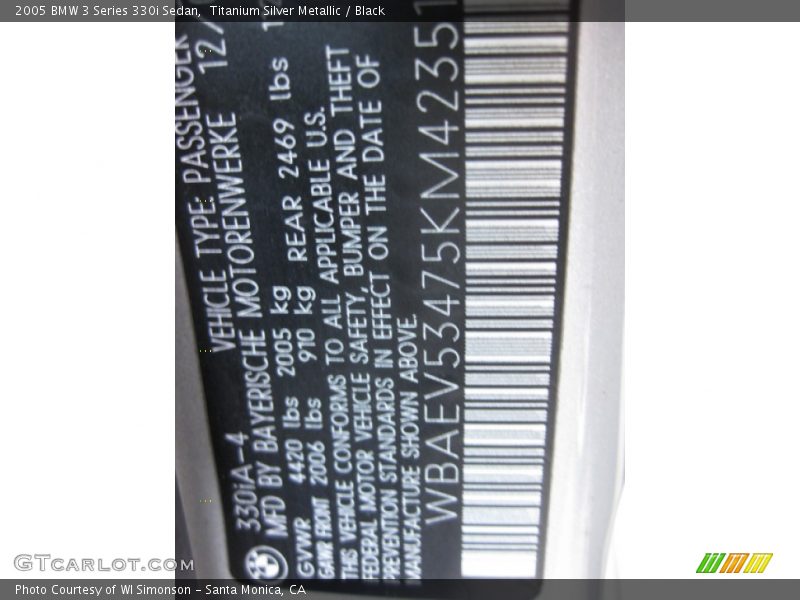 2005 BMW 3 Series 330i Sedan,  Titanium Silver Metallic / Black
330iA-4
VEHICLE TYPE: PASSENGER
MFD BY BAYERISCHE MOTORENWERKE 12/
GVWR 4420 lbs 2005 kg
GAWR FRONT 2006 lbs 910 kg REAR 2469 lbs
THIS VEHICLE CONFORMS TO ALL APPLICABLE U.S.
FEDERAL MOTOR VEHICLE SAFETY, BUMPER AND THEFT
PREVENTION STANDARDS IN EFFECT ON THE DATE OF
MANUFACTURE SHOWN ABOVE.
WBAEV53475KM42351
GTcarlot.com
Photo Courtesy of WI Simonson – Santa Monica, CA